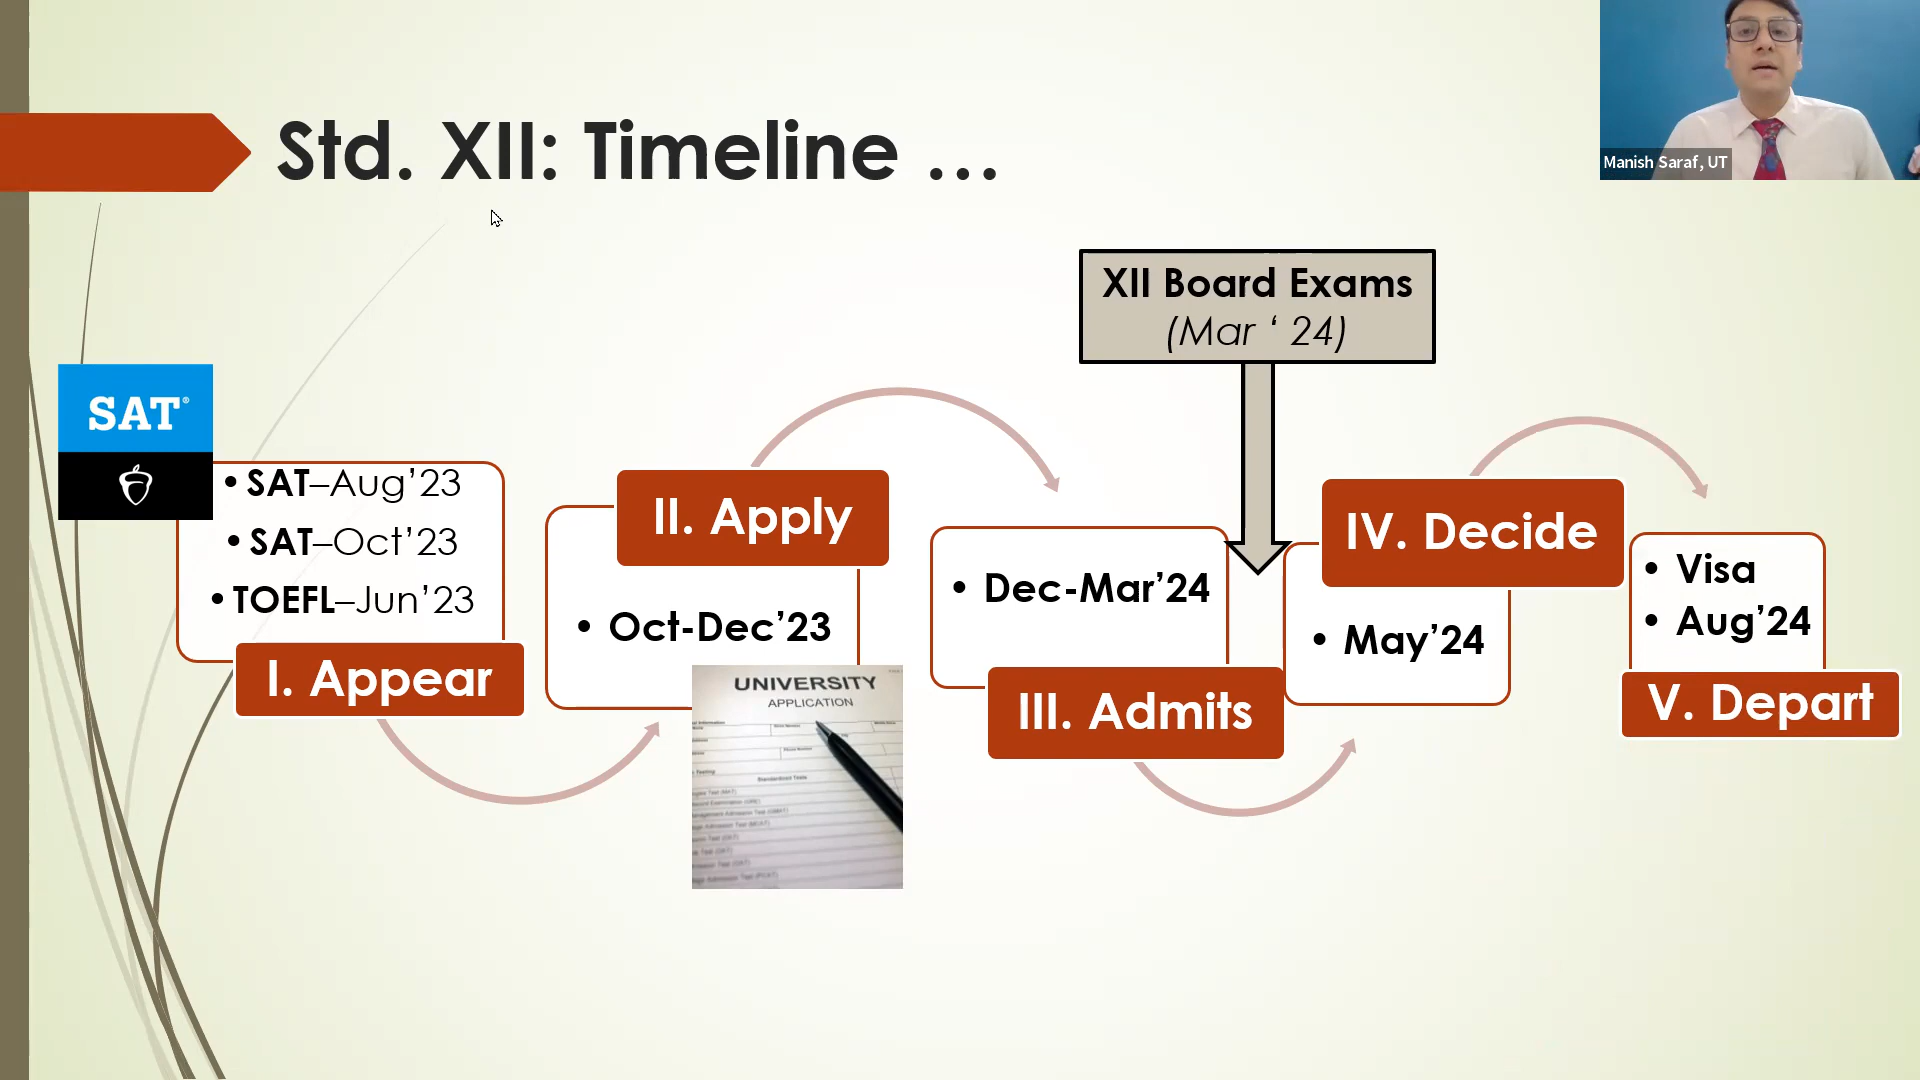 Std. XII: Timeline ...
Manish Saraf, UT
XII Board Exams
(Mar ‘ 24)
SAT®
• SAT–Aug’23
• SAT–Oct’23
• TOEFL–Jun’23
I. Appear
II. Apply
• Oct-Dec’23
UNIVERSITY
APPLICATION
Standardized Tests
• Dec-Mar’24
III. Admits
IV. Decide
• May’24
• Visa
• Aug’24
V. Depart